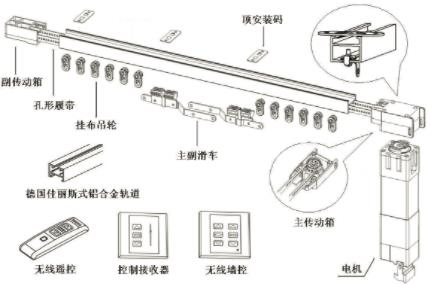 顶安装码
副传动箱
孔形履带
挂布吊轮
主副滑车
德国佳丽斯式铝合金轨道
主传动箱
无线遥控
控制接收器
无线墙控
电机